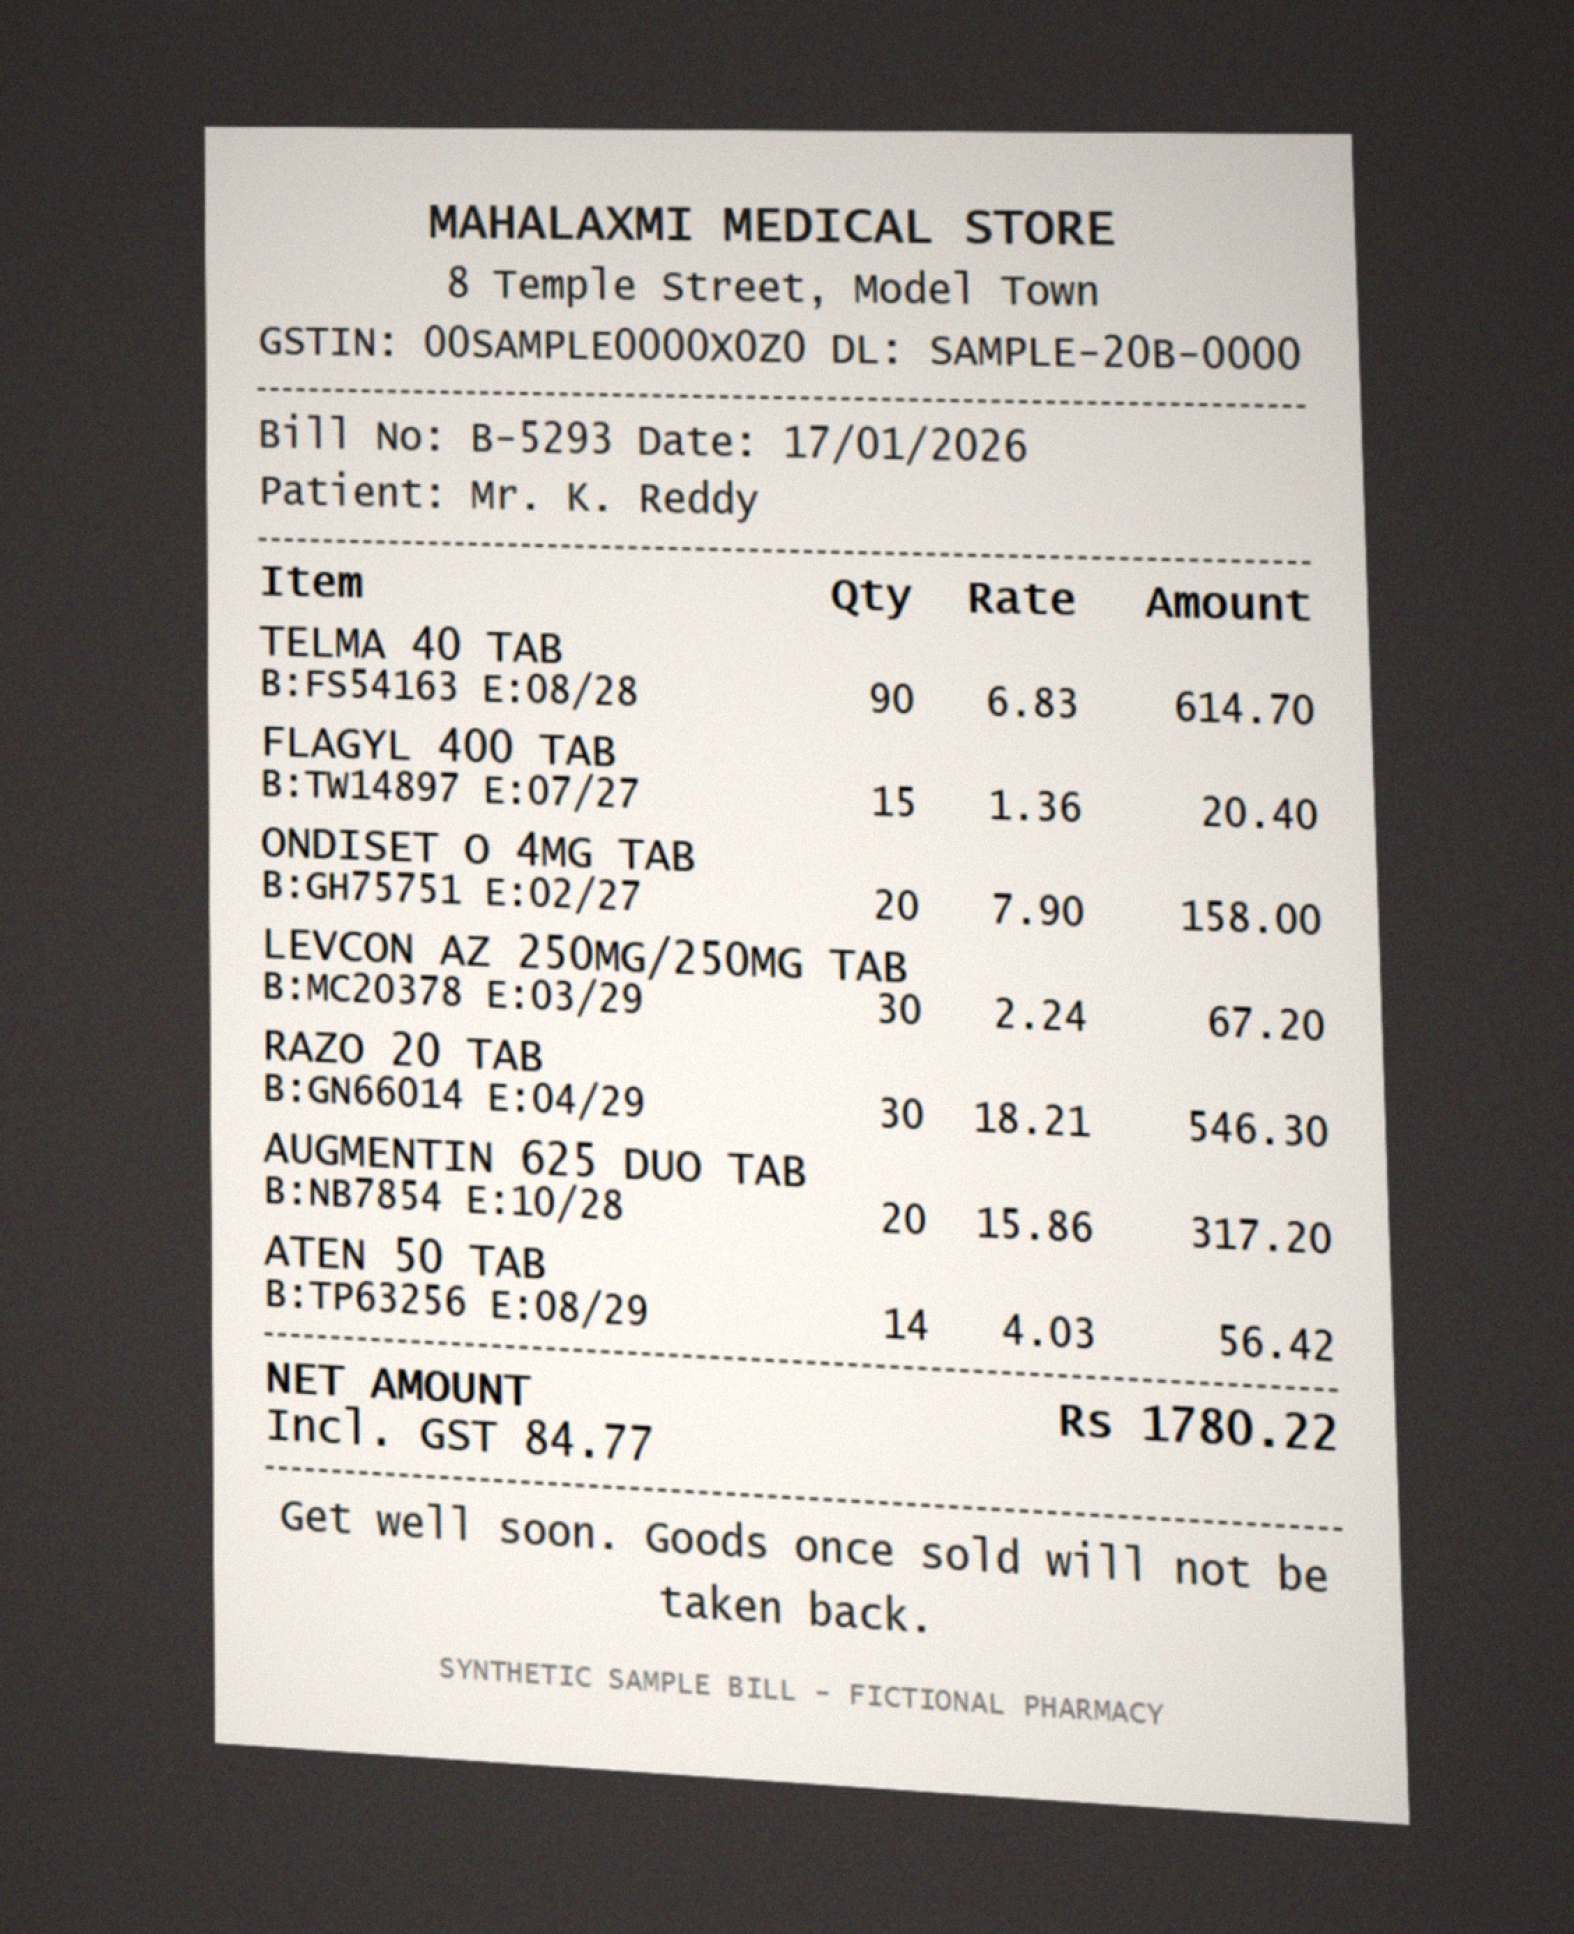 MAHALAXMI MEDICAL STORE
8 Temple Street, Model Town
GSTIN: 00SAMPLE0000X0Z0 DL: SAMPLE-20B-0000
Bill No: B-5293 Date: 17/01/2026
Patient: Mr. K. Reddy
Item Qty Rate Amount
TELMA 40 TAB
B:FS54163 E:08/28 90 6.83 614.70
FLAGYL 400 TAB
B:TW14897 E:07/27 15 1.36 20.40
ONDISET O 4MG TAB
B:GH75751 E:02/27 20 7.90 158.00
LEVCON AZ 250MG/250MG TAB
B:MC20378 E:03/29 30 2.24 67.20
RAZO 20 TAB
B:GN66014 E:04/29 30 18.21 546.30
AUGMENTIN 625 DUO TAB
B:NB7854 E:10/28 20 15.86 317.20
ATEN 50 TAB
B:TP63256 E:08/29 14 4.03 56.42
NET AMOUNT Rs 1780.22
Incl. GST 84.77
Get well soon. Goods once sold will not be
taken back.
SYNTHETIC SAMPLE BILL - FICTIONAL PHARMACY